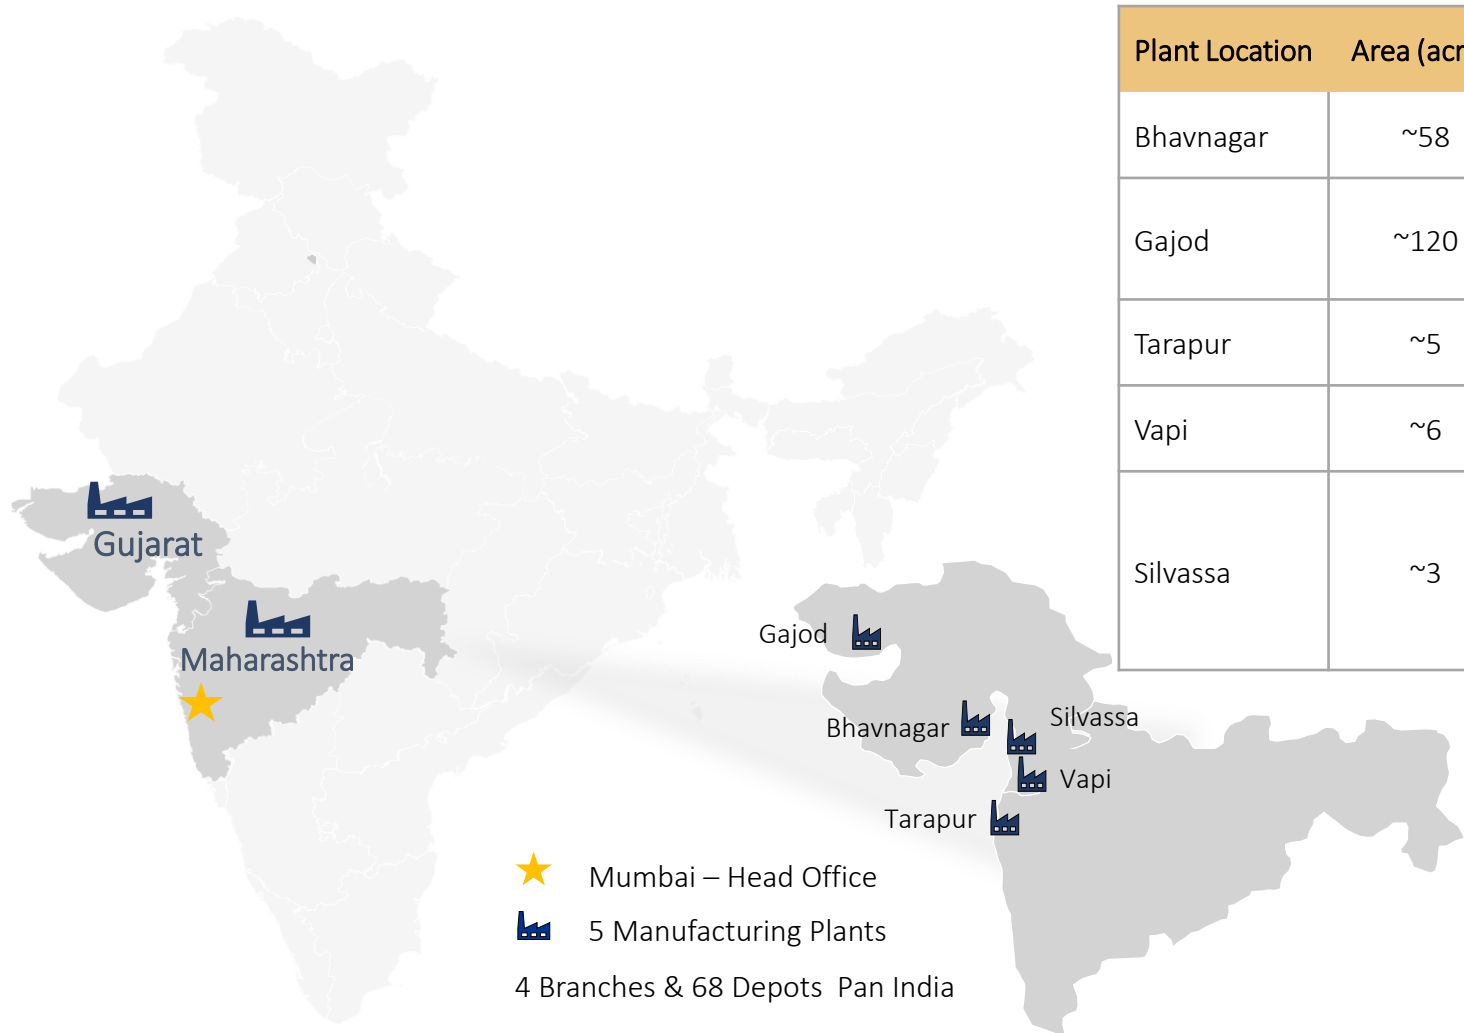 Plant Location Area (acr
Bhavnagar ~58
Gajod ~120
Tarapur ~5
Vapi ~6
Silvassa ~3
Gujarat
Maharashtra
Gajod
Bhavnagar
Silvassa
Vapi
Tarapur
Mumbai – Head Office
5 Manufacturing Plants
4 Branches & 68 Depots Pan India